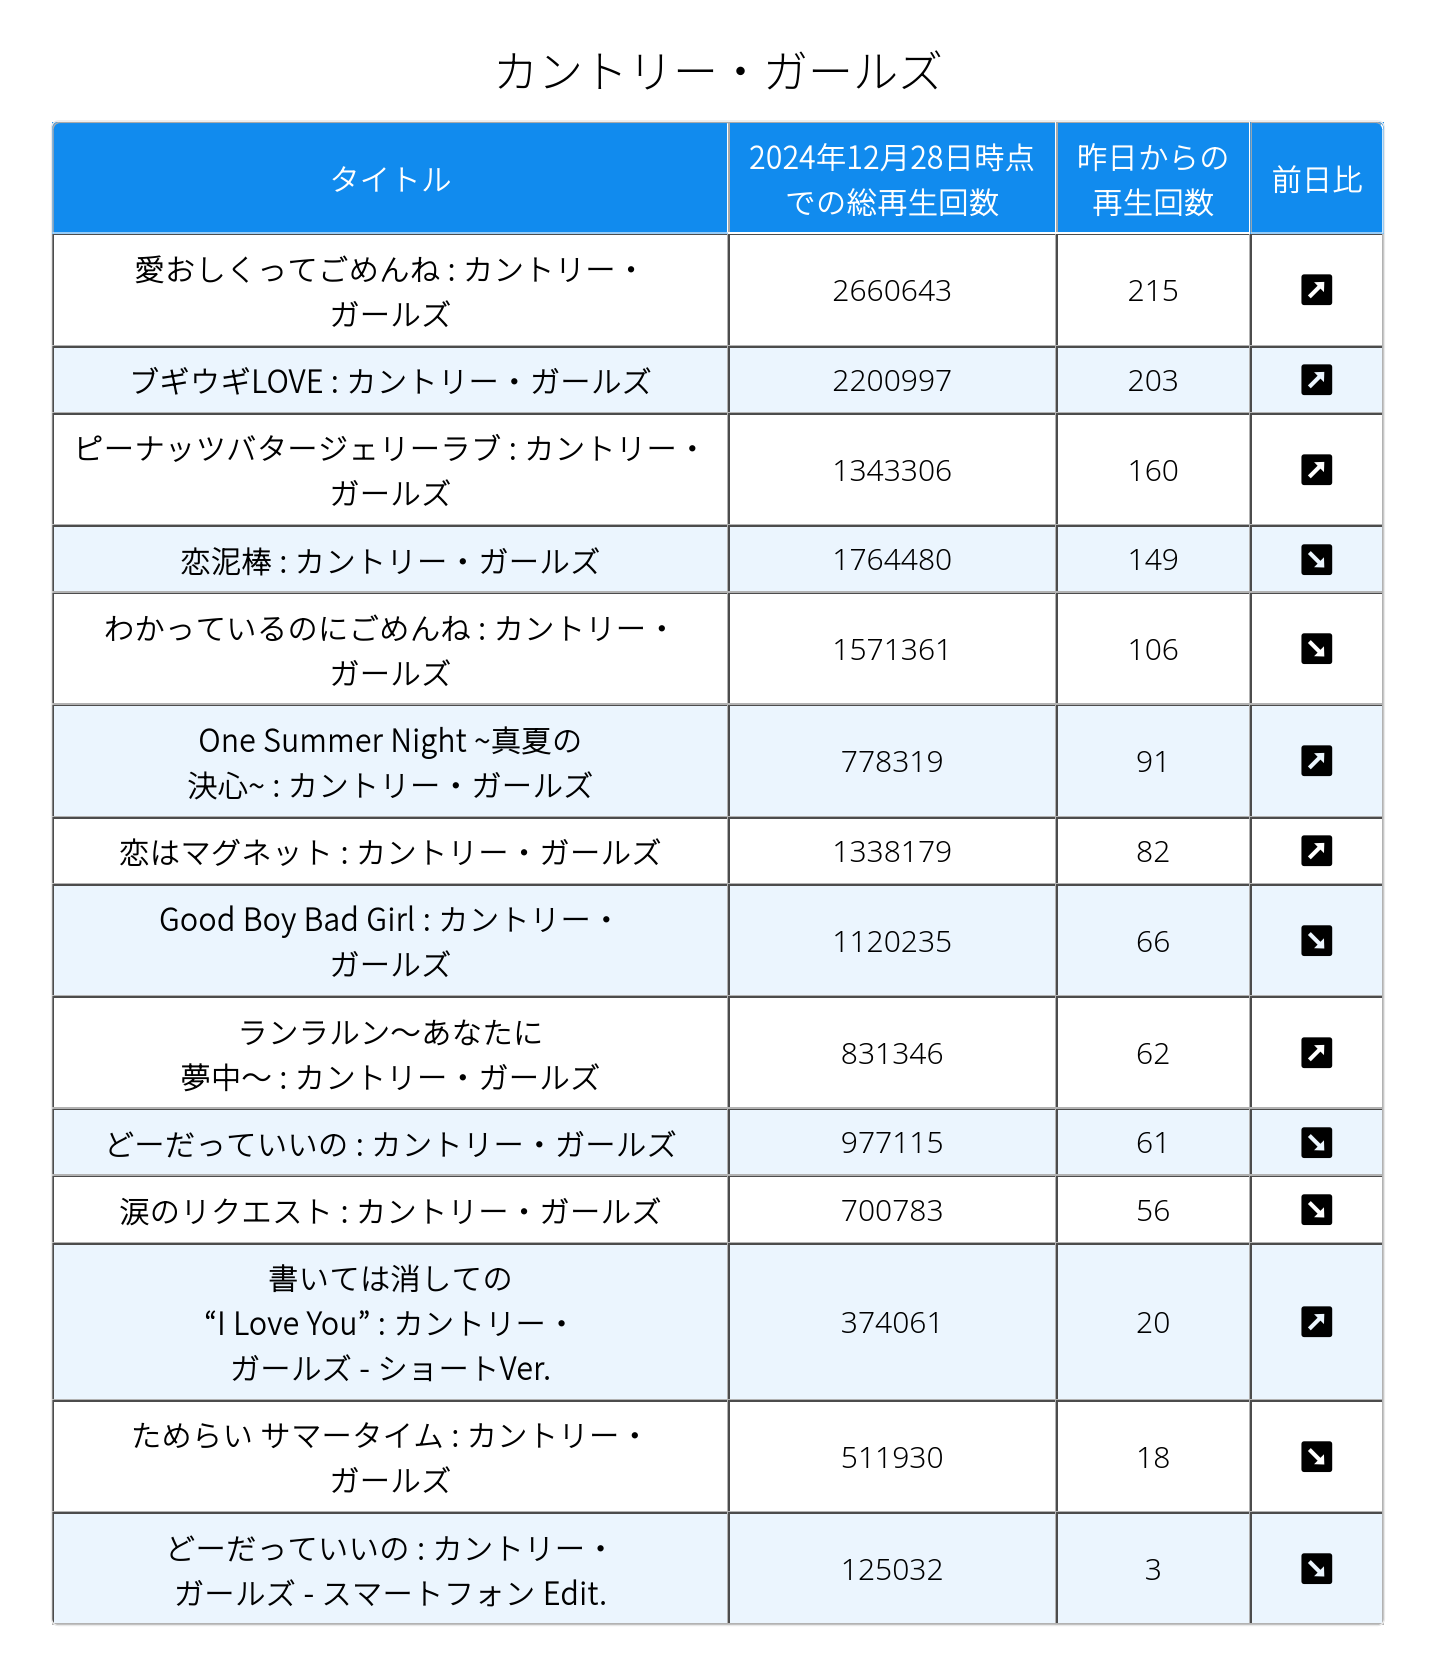 カントリー・ガールズ
タイトル
2024年12月28日時点
での総再生回数
昨日からの
再生回数
前日比
愛おしくってごめんね : カントリー・
ガールズ
2660643
215
ブギウギLOVE : カントリー・ガールズ
2200997
203
ピーナッツバタージェリーラブ : カントリー・
ガールズ
1343306
160
恋泥棒 : カントリー・ガールズ
1764480
149
わかっているのにごめんね : カントリー・
ガールズ
1571361
106
One Summer Night ~真夏の
決心~ : カントリー・ガールズ
778319
91
恋はマグネット : カントリー・ガールズ
1338179
82
Good Boy Bad Girl : カントリー・
ガールズ
1120235
66
ランラルン～あなたに
夢中～ : カントリー・ガールズ
831346
62
どーだっていいの : カントリー・ガールズ
977115
61
涙のリクエスト : カントリー・ガールズ
700783
56
書いては消しての
“I Love You” : カントリー・
ガールズ - ショートVer.
374061
20
ためらい サマータイム : カントリー・
ガールズ
511930
18
どーだっていいの : カントリー・
ガールズ - スマートフォン Edit.
125032
3